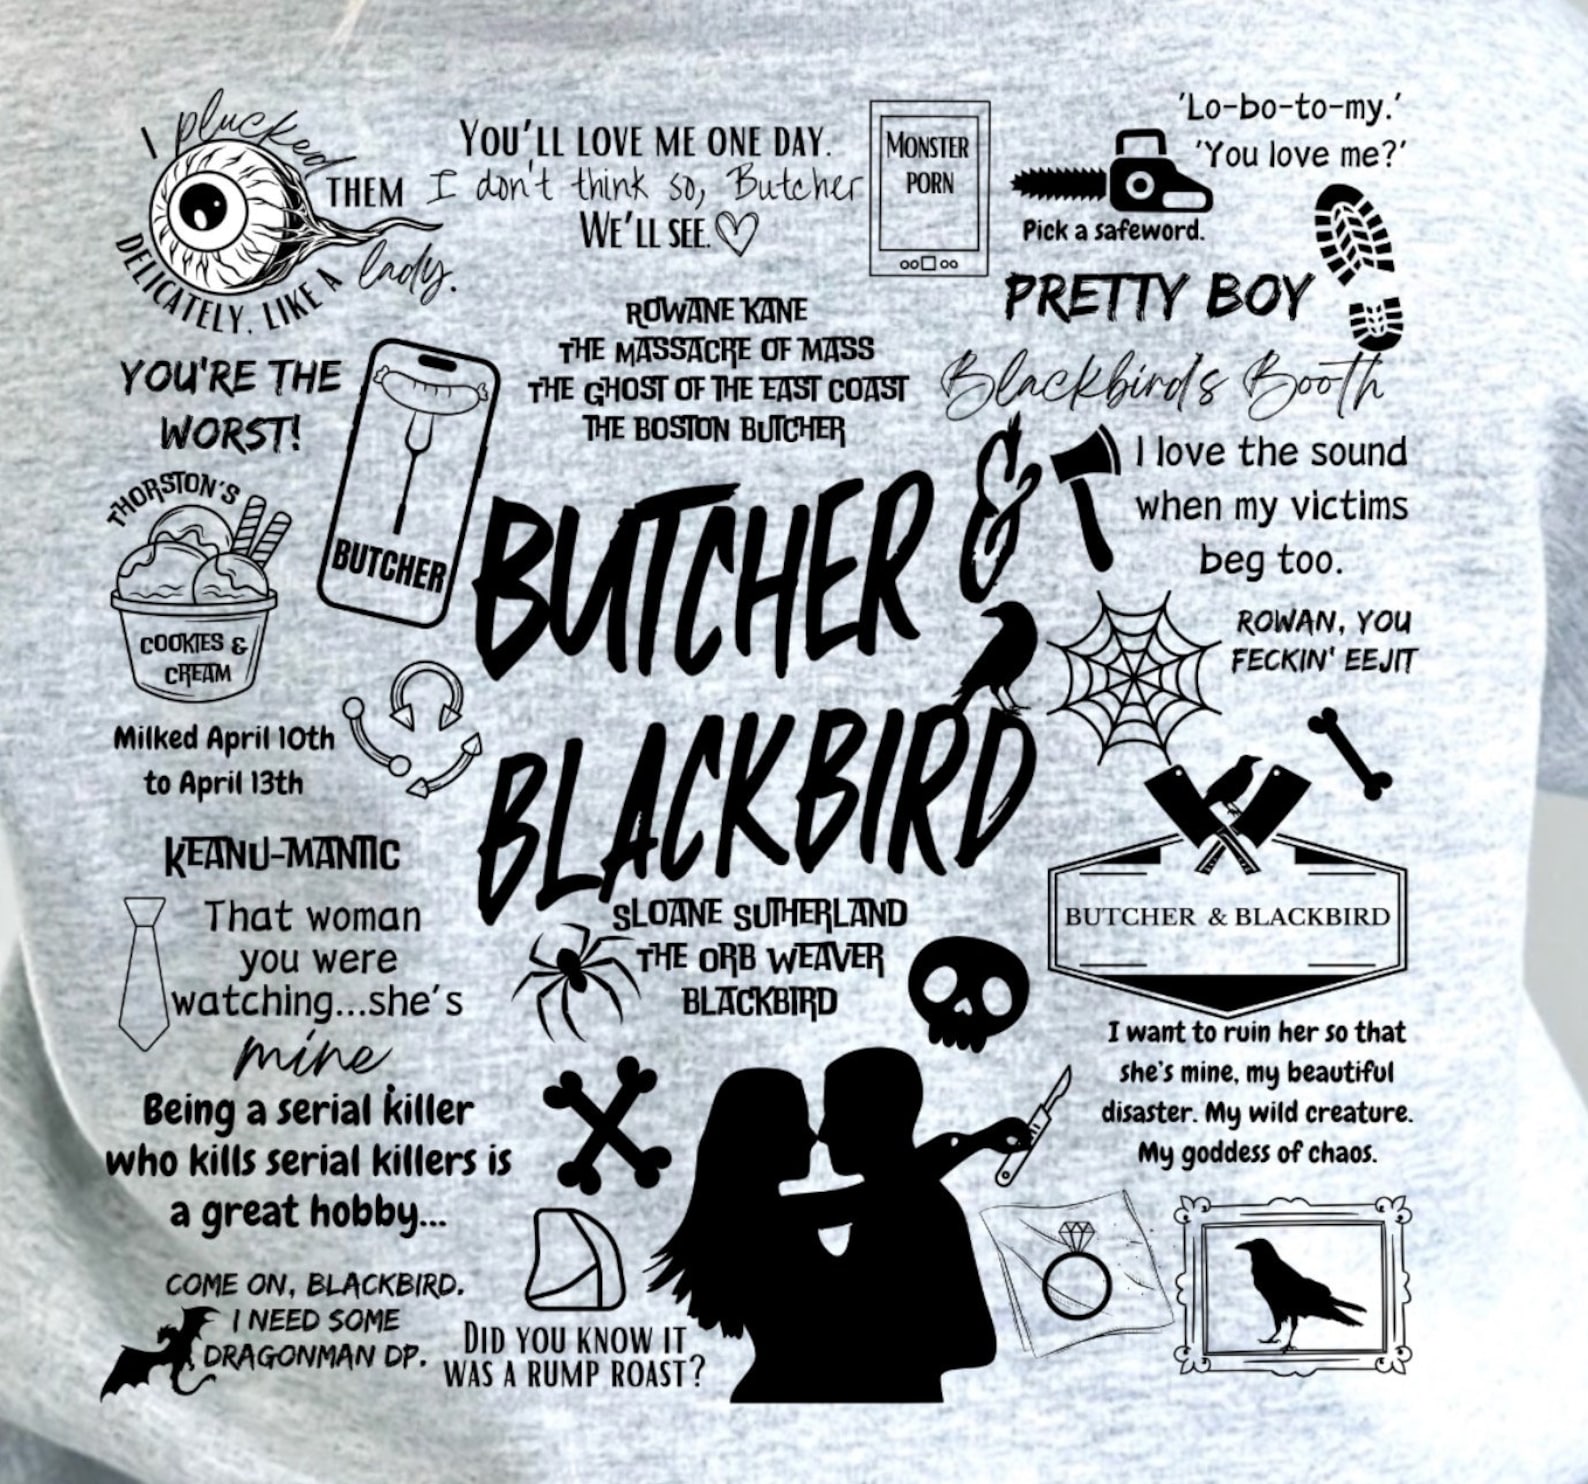 I plucked
THEM
DELICATELY, LIKE A
lady.
YOU'LL LOVE ME ONE DAY.
I don't think so, Butcher
WE'LL SEE.
MONSTER
PORN
'Lo-bo-to-my.'
'You love me?'
Pick a safeword.
PRETTY BOY
Blackbird's Booth
ROWANE KANE
THE MASSACRE OF MASS
THE GHOST OF THE EAST COAST
THE BOSTON BUTCHER
YOU'RE THE
WORST!
BUTCHER
THORSTON'S
COOKIES &
CREAM
Milked April 10th
to April 13th
BUTCHER &
BLACKBIRD
I love the sound
when my victims
beg too.
ROWAN, YOU
FECKIN' EEJIT
KEANU-MANTIC
That woman
you were
watching...she's
mine
SLOANE SUTHERLAND
THE ORB WEAVER
BLACKBIRD
BUTCHER & BLACKBIRD
I want to ruin her so that
she's mine, my beautiful
disaster. My wild creature.
My goddess of chaos.
Being a serial killer
who kills serial killers is
a great hobby...
COME ON, BLACKBIRD.
I NEED SOME
DRAGONMAN DP.
DID YOU KNOW IT
WAS A RUMP ROAST?